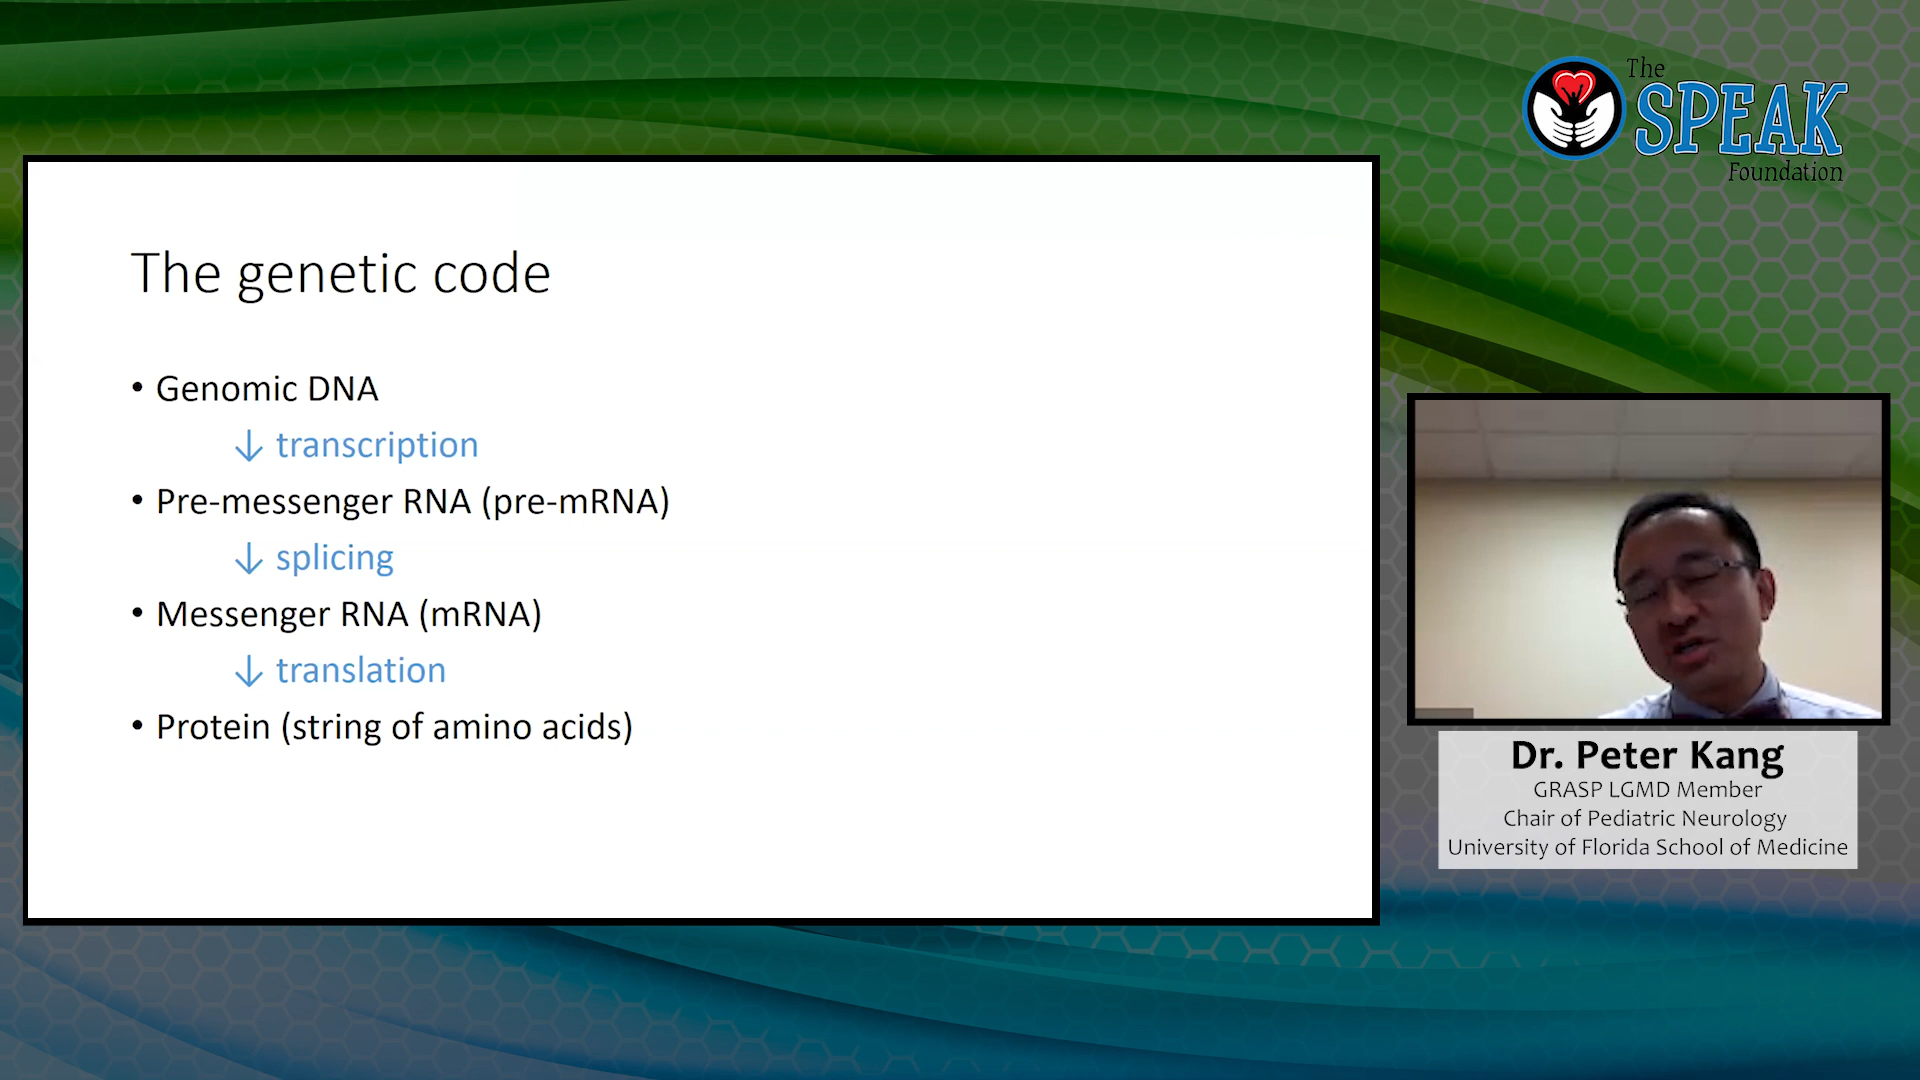 The
SPEAK
Foundation
The genetic code
• Genomic DNA
↓ transcription
• Pre-messenger RNA (pre-mRNA)
↓ splicing
• Messenger RNA (mRNA)
↓ translation
• Protein (string of amino acids)
Dr. Peter Kang
GRASP LGMD Member
Chair of Pediatric Neurology
University of Florida School of Medicine